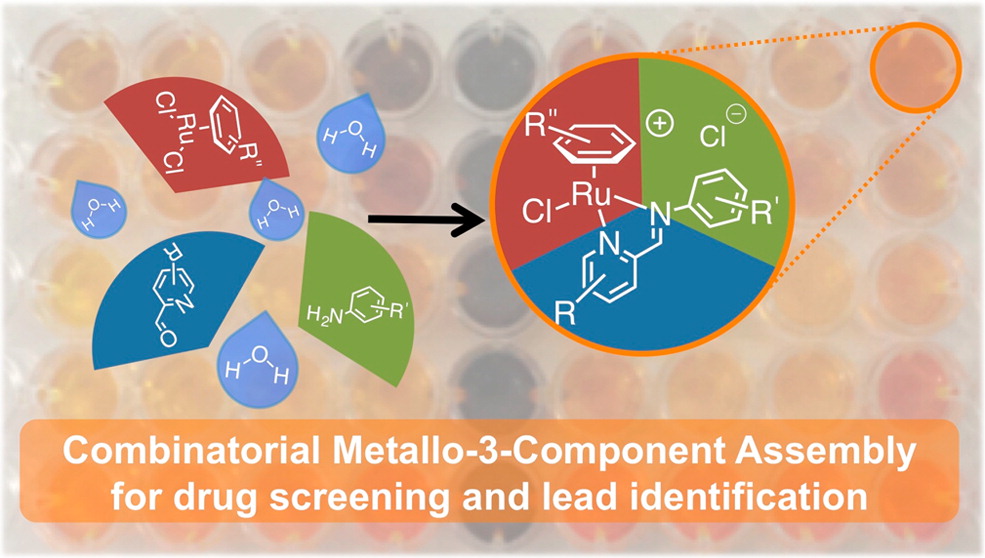 Cl
Ru
Cl
R"
H O H
H O H
H O H
R
N
O
H₂N
R'
H O H
R"
⊕
Cl⊖
Cl
Ru
N
N
R'
R
Combinatorial Metallo-3-Component Assembly
for drug screening and lead identification